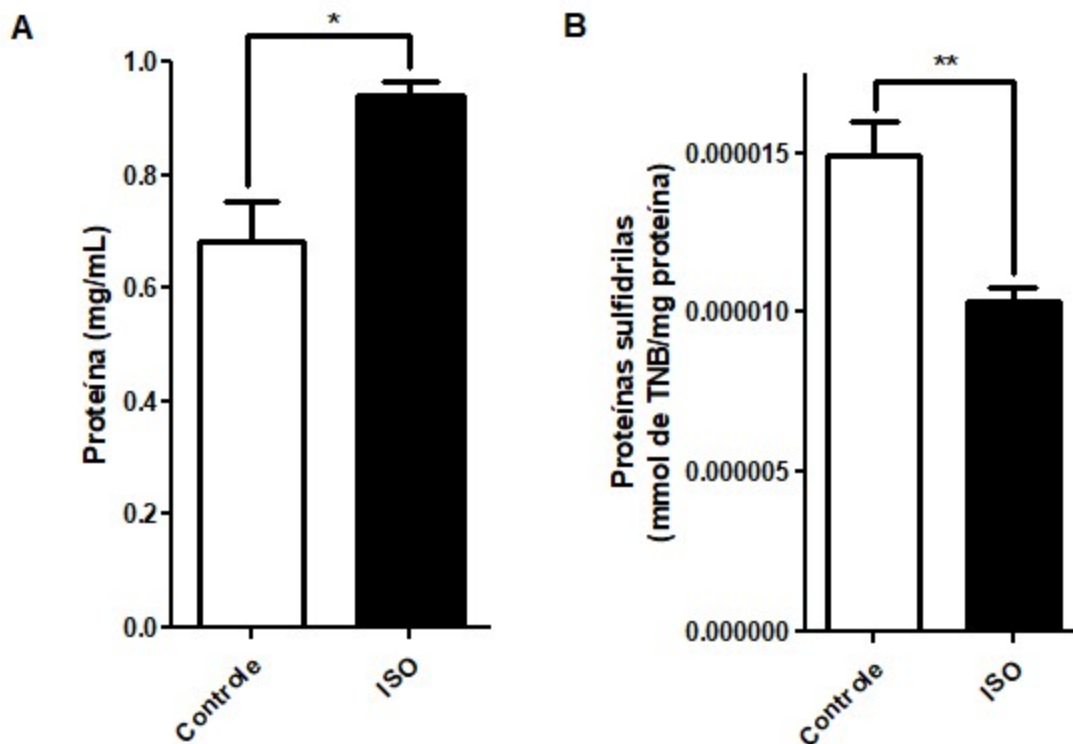 A
*
Proteína (mg/mL)
1.0
0.8
0.6
0.4
0.2
0.0
Controle
ISO
B
**
Proteínas sulfidrilas
(mmol de TNB/mg proteína)
0.000015
0.000010
0.000005
0.000000
Controle
ISO